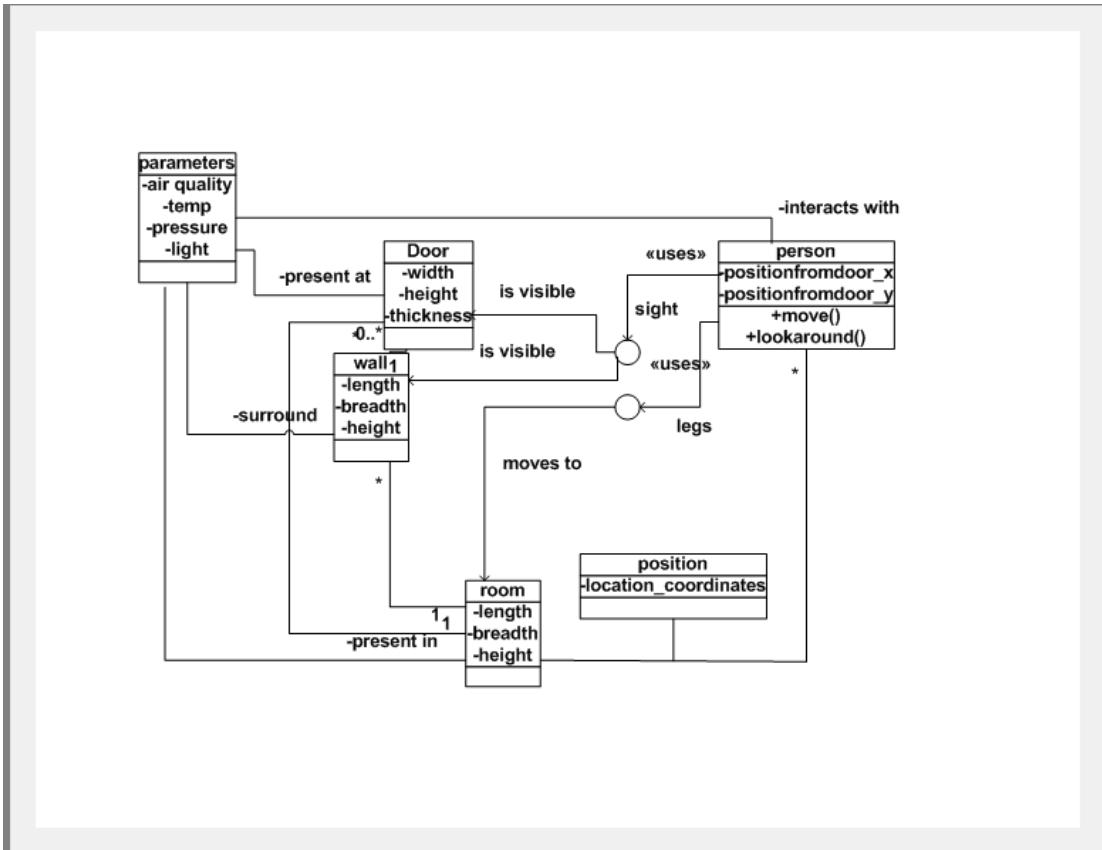 parameters
-air quality
-temp
-pressure
-light
-interacts with
Door
-width
-height
-thickness
-present at
«uses»
person
-positionfromdoor_x
-positionfromdoor_y
+move()
+lookaround()
is visible
sight
*
0..*
is visible
«uses»
wall
1
-length
-breadth
-height
*
-surround
legs
*
moves to
position
-location_coordinates
room
-length
-breadth
-height
1
1
-present in